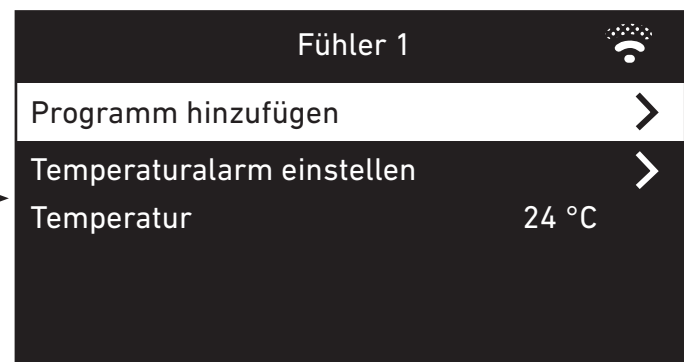 Fühler 1
Programm hinzufügen
Temperaturalarm einstellen
Temperatur 24 °C